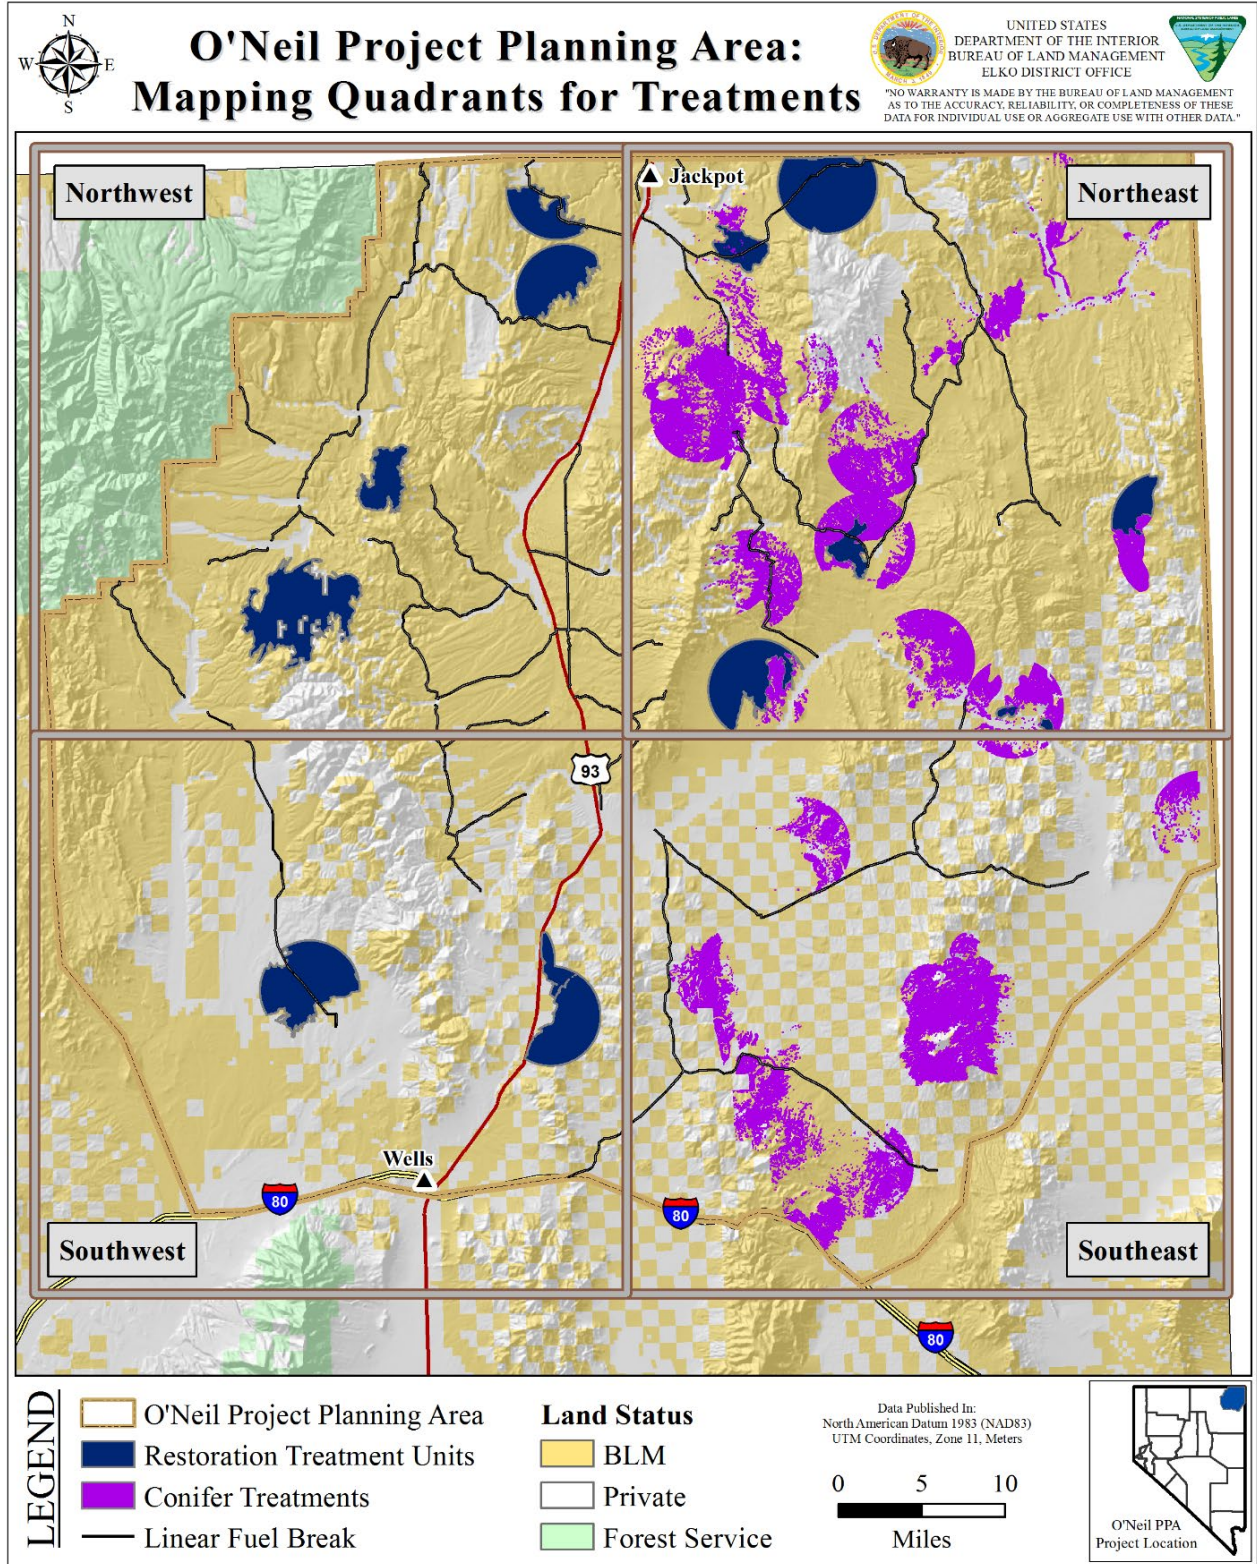 N
W
E
S
O'Neil Project Planning Area:
Mapping Quadrants for Treatments
UNITED STATES
DEPARTMENT OF THE INTERIOR
BUREAU OF LAND MANAGEMENT
ELKO DISTRICT OFFICE
"NO WARRANTY IS MADE BY THE BUREAU OF LAND MANAGEMENT
AS TO THE ACCURACY, RELIABILITY, OR COMPLETENESS OF THESE
DATA FOR INDIVIDUAL USE OR AGGREGATE USE WITH OTHER DATA."
Northwest
Jackpot
Northeast
93
Wells
80
80
Southwest
Southeast
80
LEGEND
O'Neil Project Planning Area
Restoration Treatment Units
Conifer Treatments
Linear Fuel Break
Land Status
BLM
Private
Forest Service
Data Published In:
North American Datum 1983 (NAD83)
UTM Coordinates, Zone 11, Meters
0 5 10
Miles
O'Neil PPA
Project Location